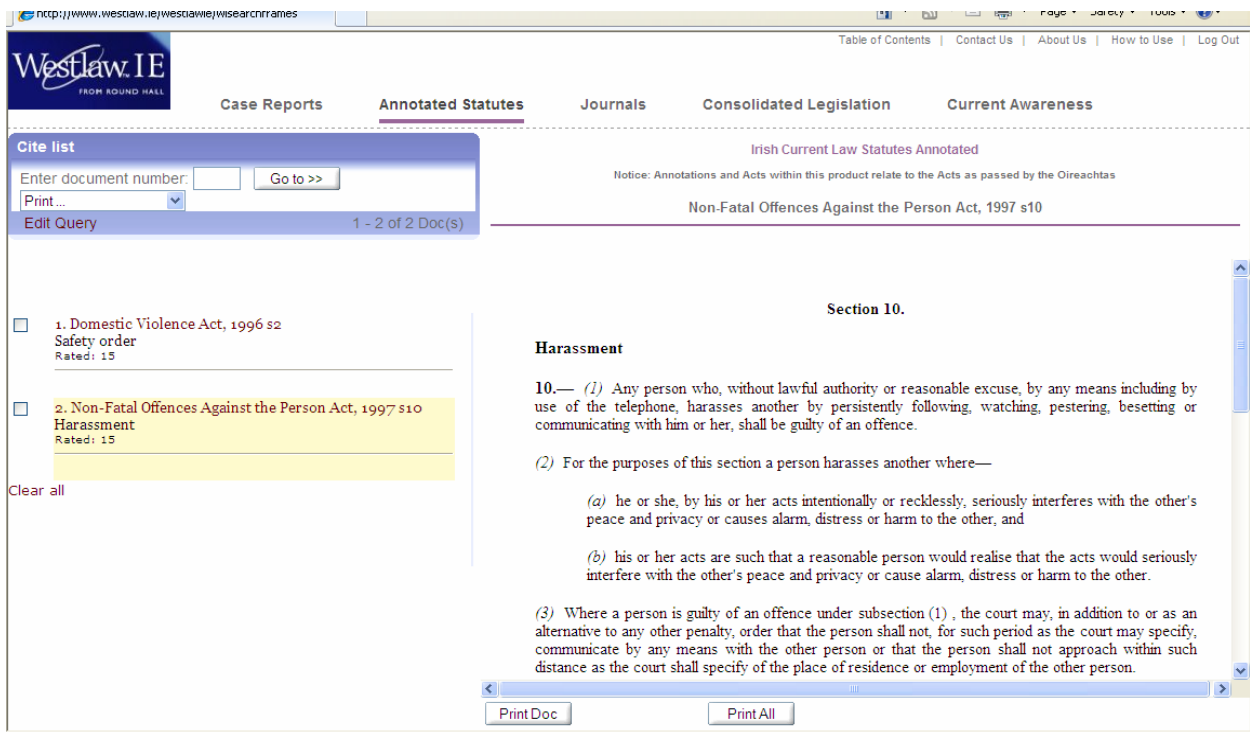 http://www.westlaw.ie/westlawie/wisearchframes
Page Safety Tools
Table of Contents | Contact Us | About Us | How to Use | Log Out
Westlaw.IE
FROM ROUND HALL
Case Reports Annotated Statutes Journals Consolidated Legislation Current Awareness
Cite list
Enter document number: Go to >>
Print ...
Edit Query 1 - 2 of 2 Doc(s)
Irish Current Law Statutes Annotated
Notice: Annotations and Acts within this product relate to the Acts as passed by the Oireachtas
Non-Fatal Offences Against the Person Act, 1997 s10
1. Domestic Violence Act, 1996 s2
Safety order
Rated: 15
2. Non-Fatal Offences Against the Person Act, 1997 s10
Harassment
Rated: 15
Clear all
Section 10.
Harassment
10.— (1) Any person who, without lawful authority or reasonable excuse, by any means including by
use of the telephone, harasses another by persistently following, watching, pestering, besetting or
communicating with him or her, shall be guilty of an offence.
(2) For the purposes of this section a person harasses another where—
(a) he or she, by his or her acts intentionally or recklessly, seriously interferes with the other's
peace and privacy or causes alarm, distress or harm to the other, and
(b) his or her acts are such that a reasonable person would realise that the acts would seriously
interfere with the other's peace and privacy or cause alarm, distress or harm to the other.
(3) Where a person is guilty of an offence under subsection (1) , the court may, in addition to or as an
alternative to any other penalty, order that the person shall not, for such period as the court may specify,
communicate by any means with the other person or that the person shall not approach within such
distance as the court shall specify of the place of residence or employment of the other person.
Print Doc Print All